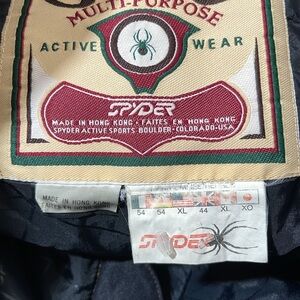 MULTI-PURPOSE
ACTIVE WEAR
SPYDER
MADE IN HONG KONG · FAITES EN HONG KONG
SPYDER ACTIVE SPORTS BOULDER · COLORADO · USA
MADE IN HONG KONG
FAITES EN HONG KONG
54 54 XL 44 XL XO
SPYDER